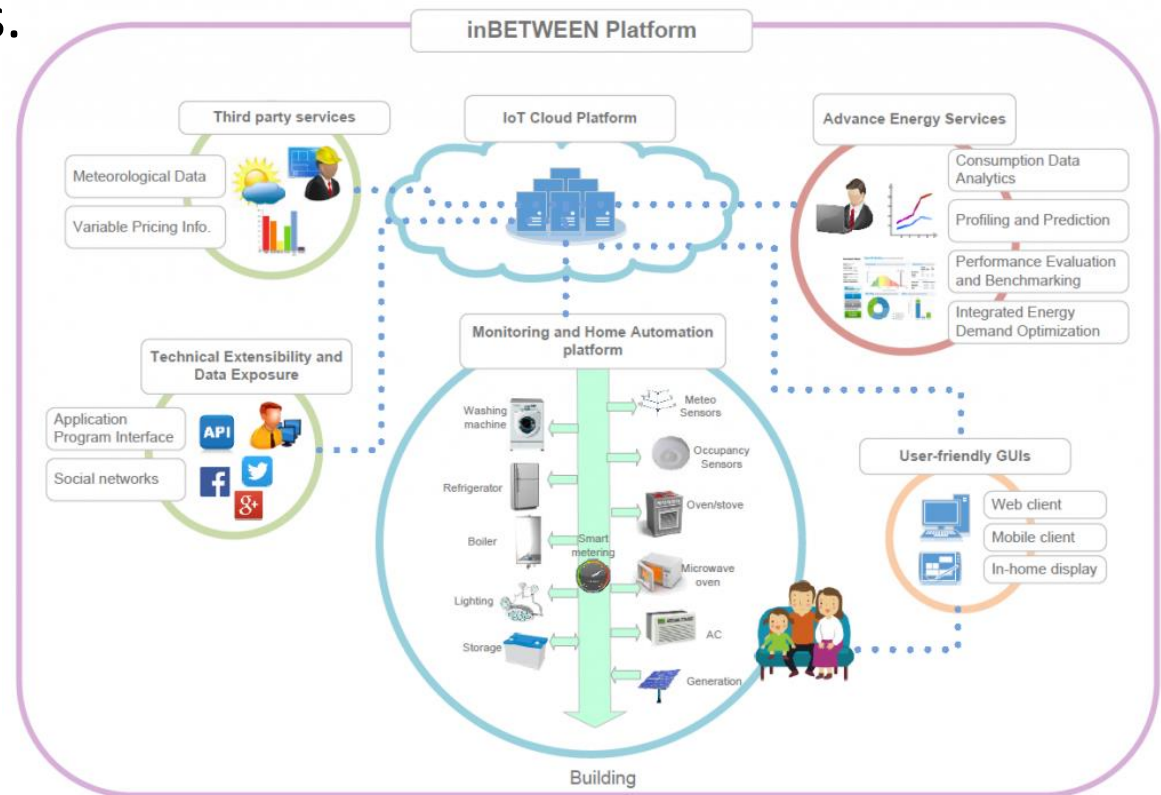 s.
inBETWEEN Platform
Third party services
Meteorological Data
Variable Pricing Info.
IoT Cloud Platform
Advance Energy Services
Consumption Data
Analytics
Profiling and Prediction
Performance Evaluation
and Benchmarking
Integrated Energy
Demand Optimization
Technical Extensibility and
Data Exposure
Application
Program Interface
API
Social networks
f
g+
Monitoring and Home Automation
platform
Washing
machine
Refrigerator
Boiler
Lighting
Storage
Smart
metering
Meteo
Sensors
Occupancy
Sensors
Oven/stove
Microwave
oven
AC
Generation
User-friendly GUIs
Web client
Mobile client
In-home display
Building